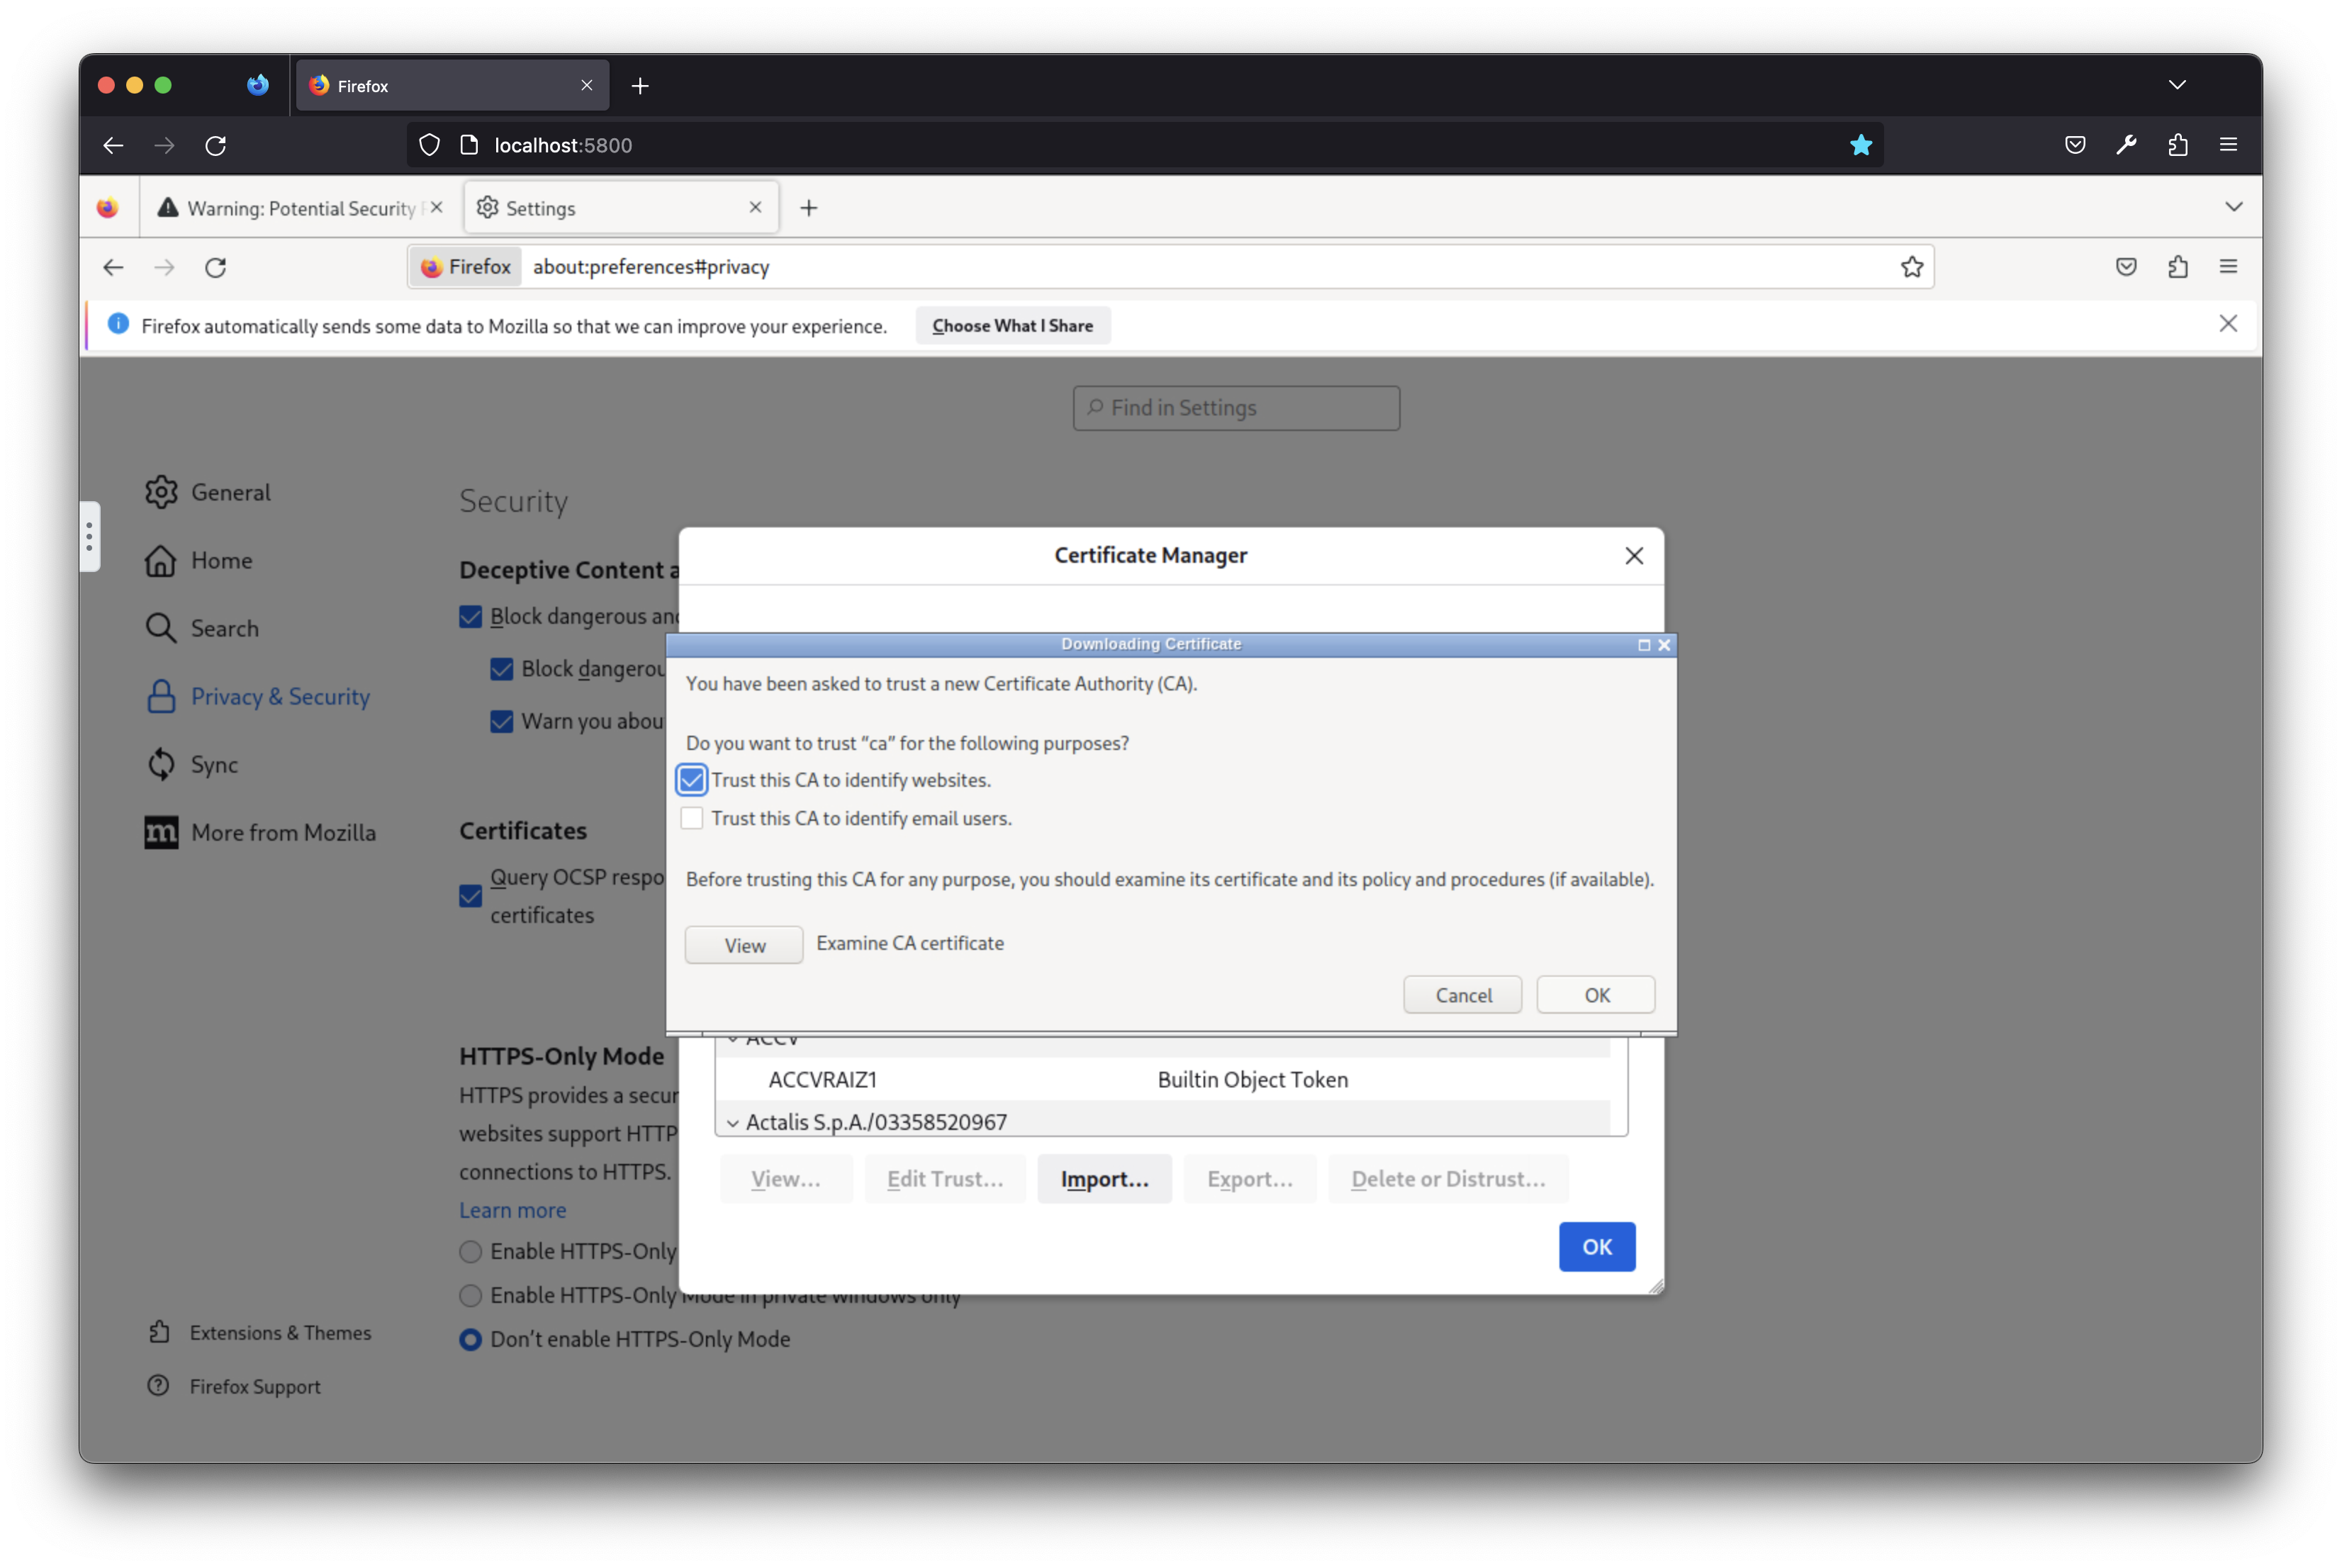 Firefox
localhost:5800
Warning: Potential Security
Settings
Firefox about:preferences#privacy
Firefox automatically sends some data to Mozilla so that we can improve your experience. Choose What I Share
Find in Settings
General
Home
Search
Privacy & Security
Sync
More from Mozilla
Extensions & Themes
Firefox Support
Security
Deceptive Content a
Block dangerous and
Block dangerou
Warn you abou
Certificates
Query OCSP respo
certificates
HTTPS-Only Mode
HTTPS provides a secur
websites support HTTP
connections to HTTPS.
Learn more
Enable HTTPS-Only
Enable HTTPS-Only Mode in private windows only
Don't enable HTTPS-Only Mode
Certificate Manager
Downloading Certificate
You have been asked to trust a new Certificate Authority (CA).
Do you want to trust “ca” for the following purposes?
Trust this CA to identify websites.
Trust this CA to identify email users.
Before trusting this CA for any purpose, you should examine its certificate and its policy and procedures (if available).
View Examine CA certificate
Cancel OK
ACCV
ACCVRAIZ1 Builtin Object Token
Actalis S.p.A./03358520967
View… Edit Trust… Import… Export… Delete or Distrust…
OK